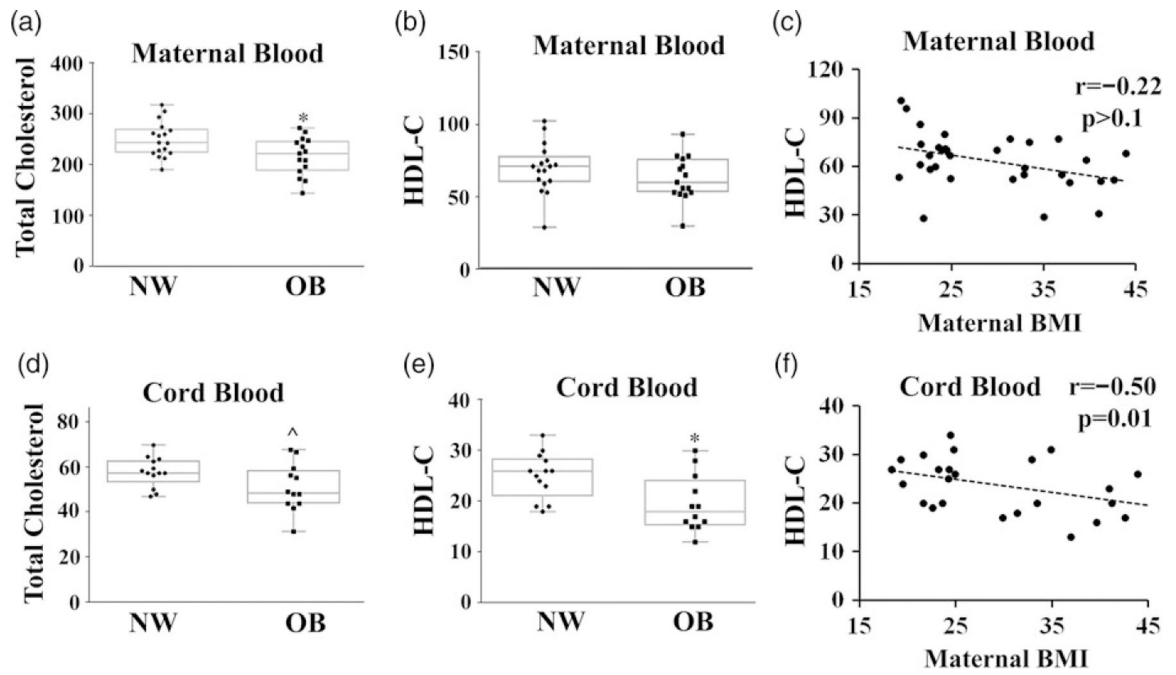 (a)
Maternal Blood
Total Cholesterol
400
300
200
100
0
*
NW OB
(b)
Maternal Blood
HDL-C
150
100
50
0
NW OB
(c)
Maternal Blood
r=−0.22
p>0.1
HDL-C
120
90
60
30
0
15 25 35 45
Maternal BMI
(d)
Cord Blood
Total Cholesterol
80
60
40
20
0
^
NW OB
(e)
Cord Blood
HDL-C
40
30
20
10
0
*
NW OB
(f)
Cord Blood
r=−0.50
p=0.01
HDL-C
40
30
20
10
0
15 25 35 45
Maternal BMI